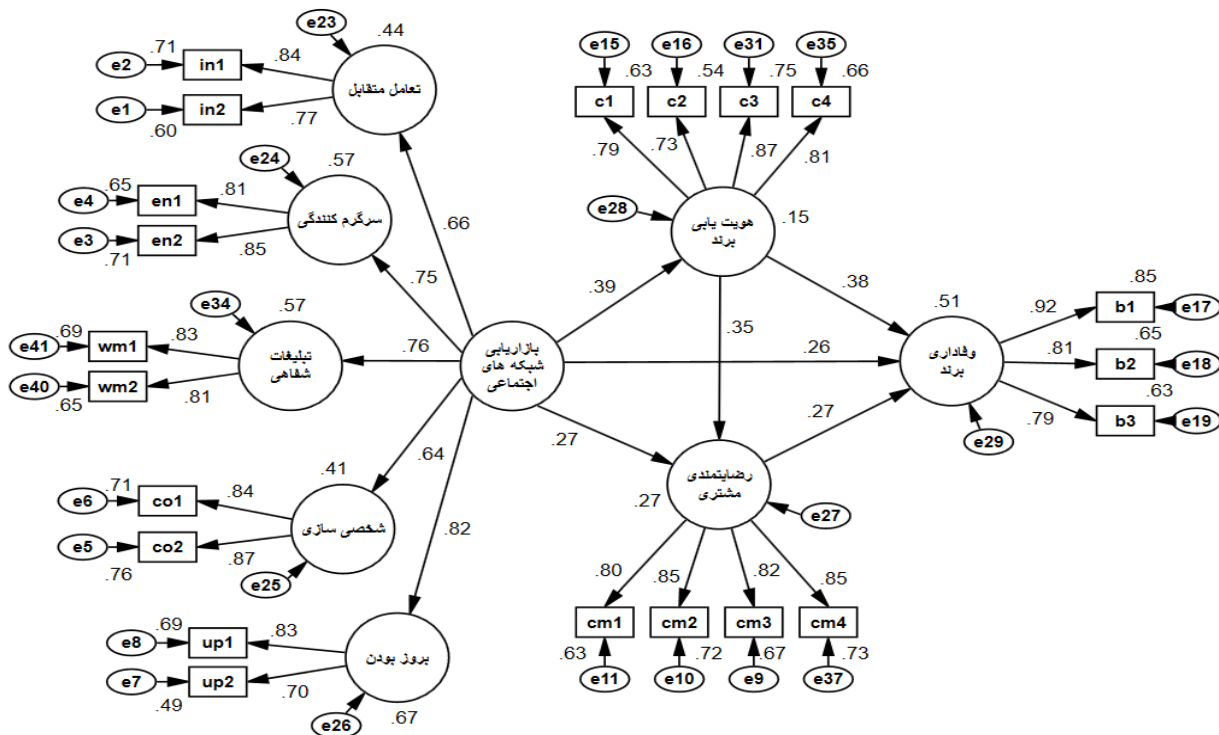 e23
.44
e15
e16
e31
e35
e2
.71
in1
.84
تعامل متقابل
.63
.54
.75
.66
e1
in2
.77
.60
c1
c2
c3
c4
e24
.57
.79
.73
.87
.81
e4
.65
en1
.81
سرگرم کنندگی
e28
هویت یابی
برند
.15
e3
en2
.85
.71
.66
.75
.39
.38
e34
.57
.51
.85
.92
b1
e17
e41
.69
wm1
.83
تبلیغات
شفاهی
.76
بازاریابی
شبکه های
اجتماعی
.35
.26
وفاداری
برند
.65
.81
b2
e18
e40
wm2
.81
.65
.63
.79
b3
e19
.27
.27
e29
.64
.41
رضایتمندی
مشتری
.27
e6
.71
co1
.84
شخصی سازی
.82
e27
e5
co2
.87
.76
e25
.80
.85
.82
.85
e8
.69
up1
.83
بروز بودن
cm1
cm2
cm3
cm4
e7
up2
.70
.49
.63
.72
.67
.73
e26
.67
e11
e10
e9
e37